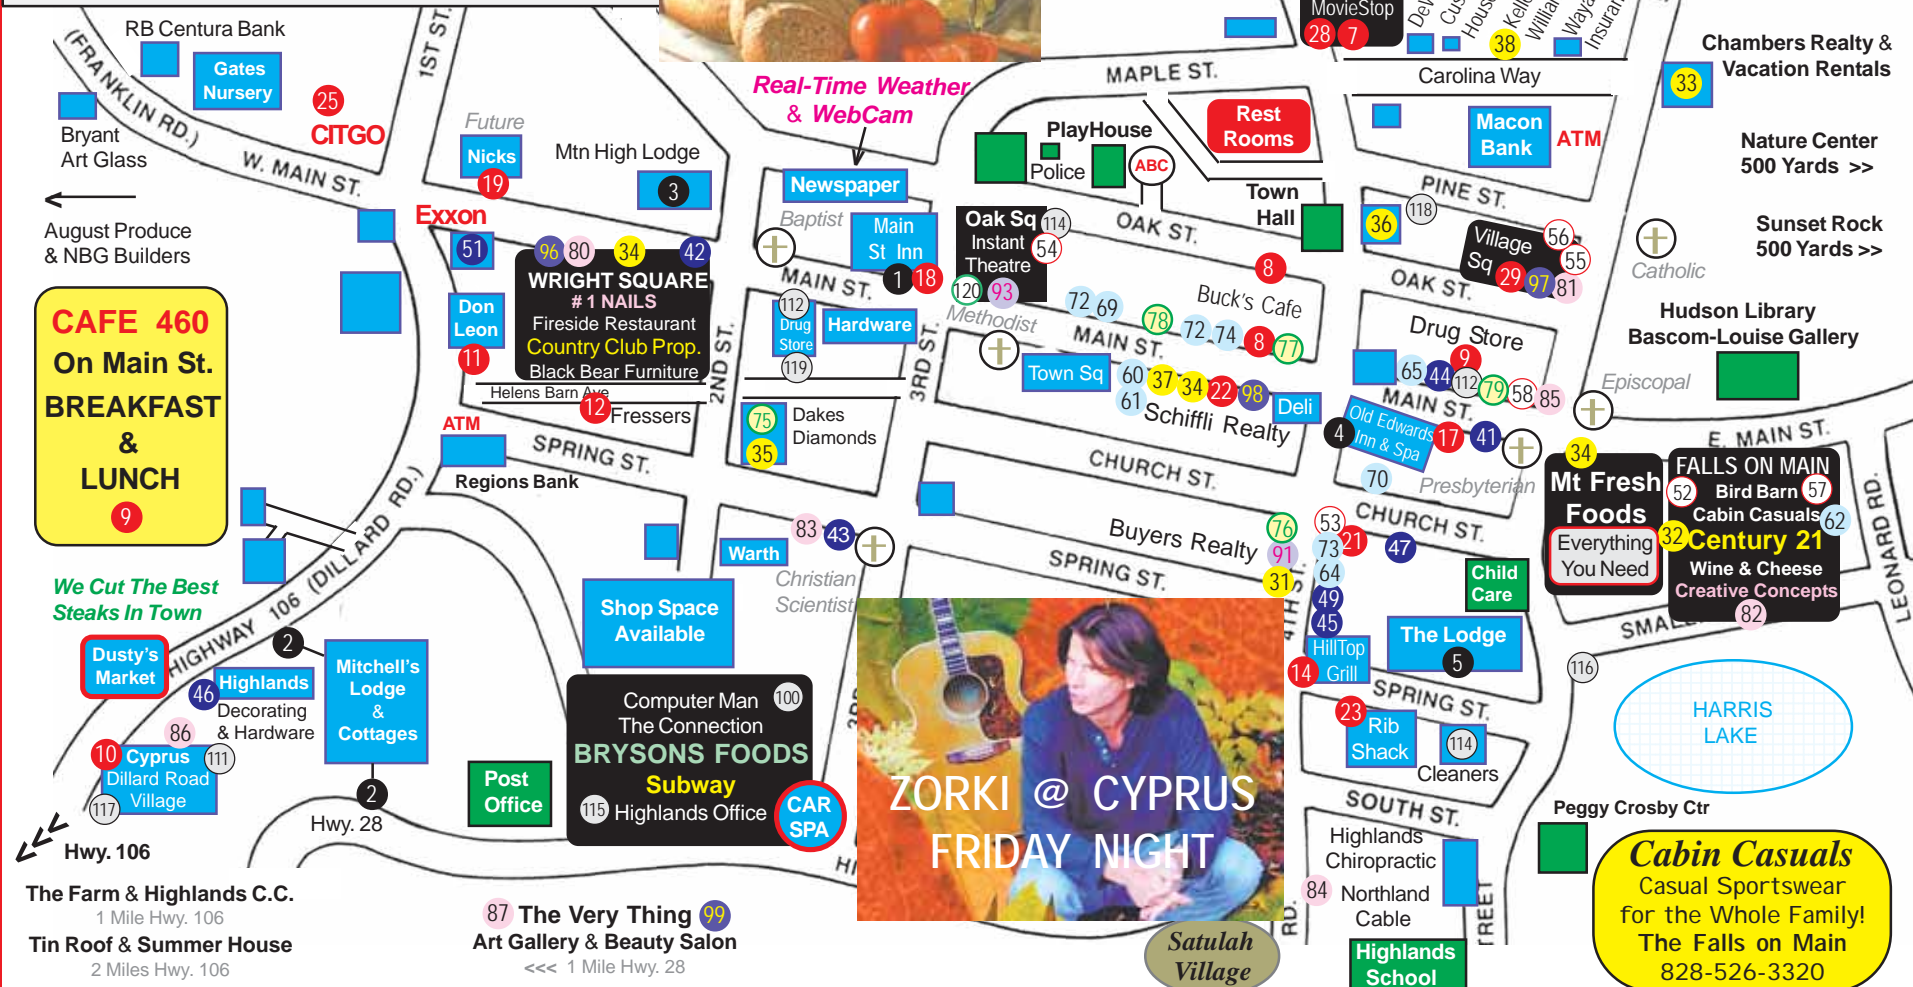 RB Centura Bank
Gates
Nursery
25
CITGO
(FRANKLIN RD.)
1ST ST.
Bryant
Art Glass
W. MAIN ST.
August Produce
& NBG Builders
CAFE 460
On Main St.
BREAKFAST
&
LUNCH
9
We Cut The Best
Steaks In Town
Dusty's
Market
HIGHWAY 106 (DILLARD RD.)
2
46
Highlands
Decorating
& Hardware
86
10
Cyprus
111
Dillard Road
Village
117
Mitchell's
Lodge
&
Cottages
2
Hwy. 28
Hwy. 106
The Farm & Highlands C.C.
1 Mile Hwy. 106
Tin Roof & Summer House
2 Miles Hwy. 106
Future
Nicks
19
Mtn High Lodge
3
Exxon
51
96
80
34
42
WRIGHT SQUARE
# 1 NAILS
Fireside Restaurant
Country Club Prop.
Black Bear Furniture
Don
Leon
11
Helens Barn Ave
12
Fressers
ATM
SPRING ST.
Regions Bank
2ND ST.
Real-Time Weather
& WebCam
Newspaper
Baptist
Main
St Inn
1
18
MAIN ST.
112
Drug
Store
119
Hardware
3RD ST.
75
35
Dakes
Diamonds
83
43
Warth
Christian
Scientist
Shop Space
Available
Computer Man
100
The Connection
BRYSONS FOODS
Subway
115
Highlands Office
CAR
SPA
Post
Office
87
The Very Thing
99
Art Gallery & Beauty Salon
<<< 1 Mile Hwy. 28
MAPLE ST.
PlayHouse
Police
ABC
Rest
Rooms
Town
Hall
Oak Sq
114
Instant
54
Theatre
120
93
OAK ST.
8
Methodist
72
69
78
72
74
8
77
Buck's Cafe
MAIN ST.
Town Sq
60
61
37
34
22
98
Deli
Schiffli Realty
CHURCH ST.
Buyers Realty
76
91
31
SPRING ST.
4TH ST.
ZORKI @ CYPRUS
FRIDAY NIGHT
Satulah
Village
RD.
MovieStop
28
7
38
Carolina Way
Macon
Bank
ATM
PINE ST.
36
118
Village
Sq
56
55
29
97
81
OAK ST.
Drug Store
9
65
44
112
79
58
85
MAIN ST.
Old Edwards
Inn & Spa
4
17
41
70
Presbyterian
53
21
73
64
49
45
47
CHURCH ST.
Child
Care
HillTop
Grill
14
The Lodge
5
SPRING ST.
23
Rib
Shack
114
Cleaners
SOUTH ST.
Highlands
Chiropractic
84
Northland
Cable
Highlands
School
Chambers Realty &
Vacation Rentals
33
Nature Center
500 Yards >>
Sunset Rock
500 Yards >>
Catholic
Hudson Library
Bascom-Louise Gallery
Episcopal
E. MAIN ST.
34
Mt Fresh
Foods
Everything
You Need
FALLS ON MAIN
52
Bird Barn
57
Cabin Casuals
62
32
Century 21
Wine & Cheese
Creative Concepts
82
LEONARD RD.
116
HARRIS
LAKE
Peggy Crosby Ctr
Cabin Casuals
Casual Sportswear
for the Whole Family!
The Falls on Main
828-526-3320